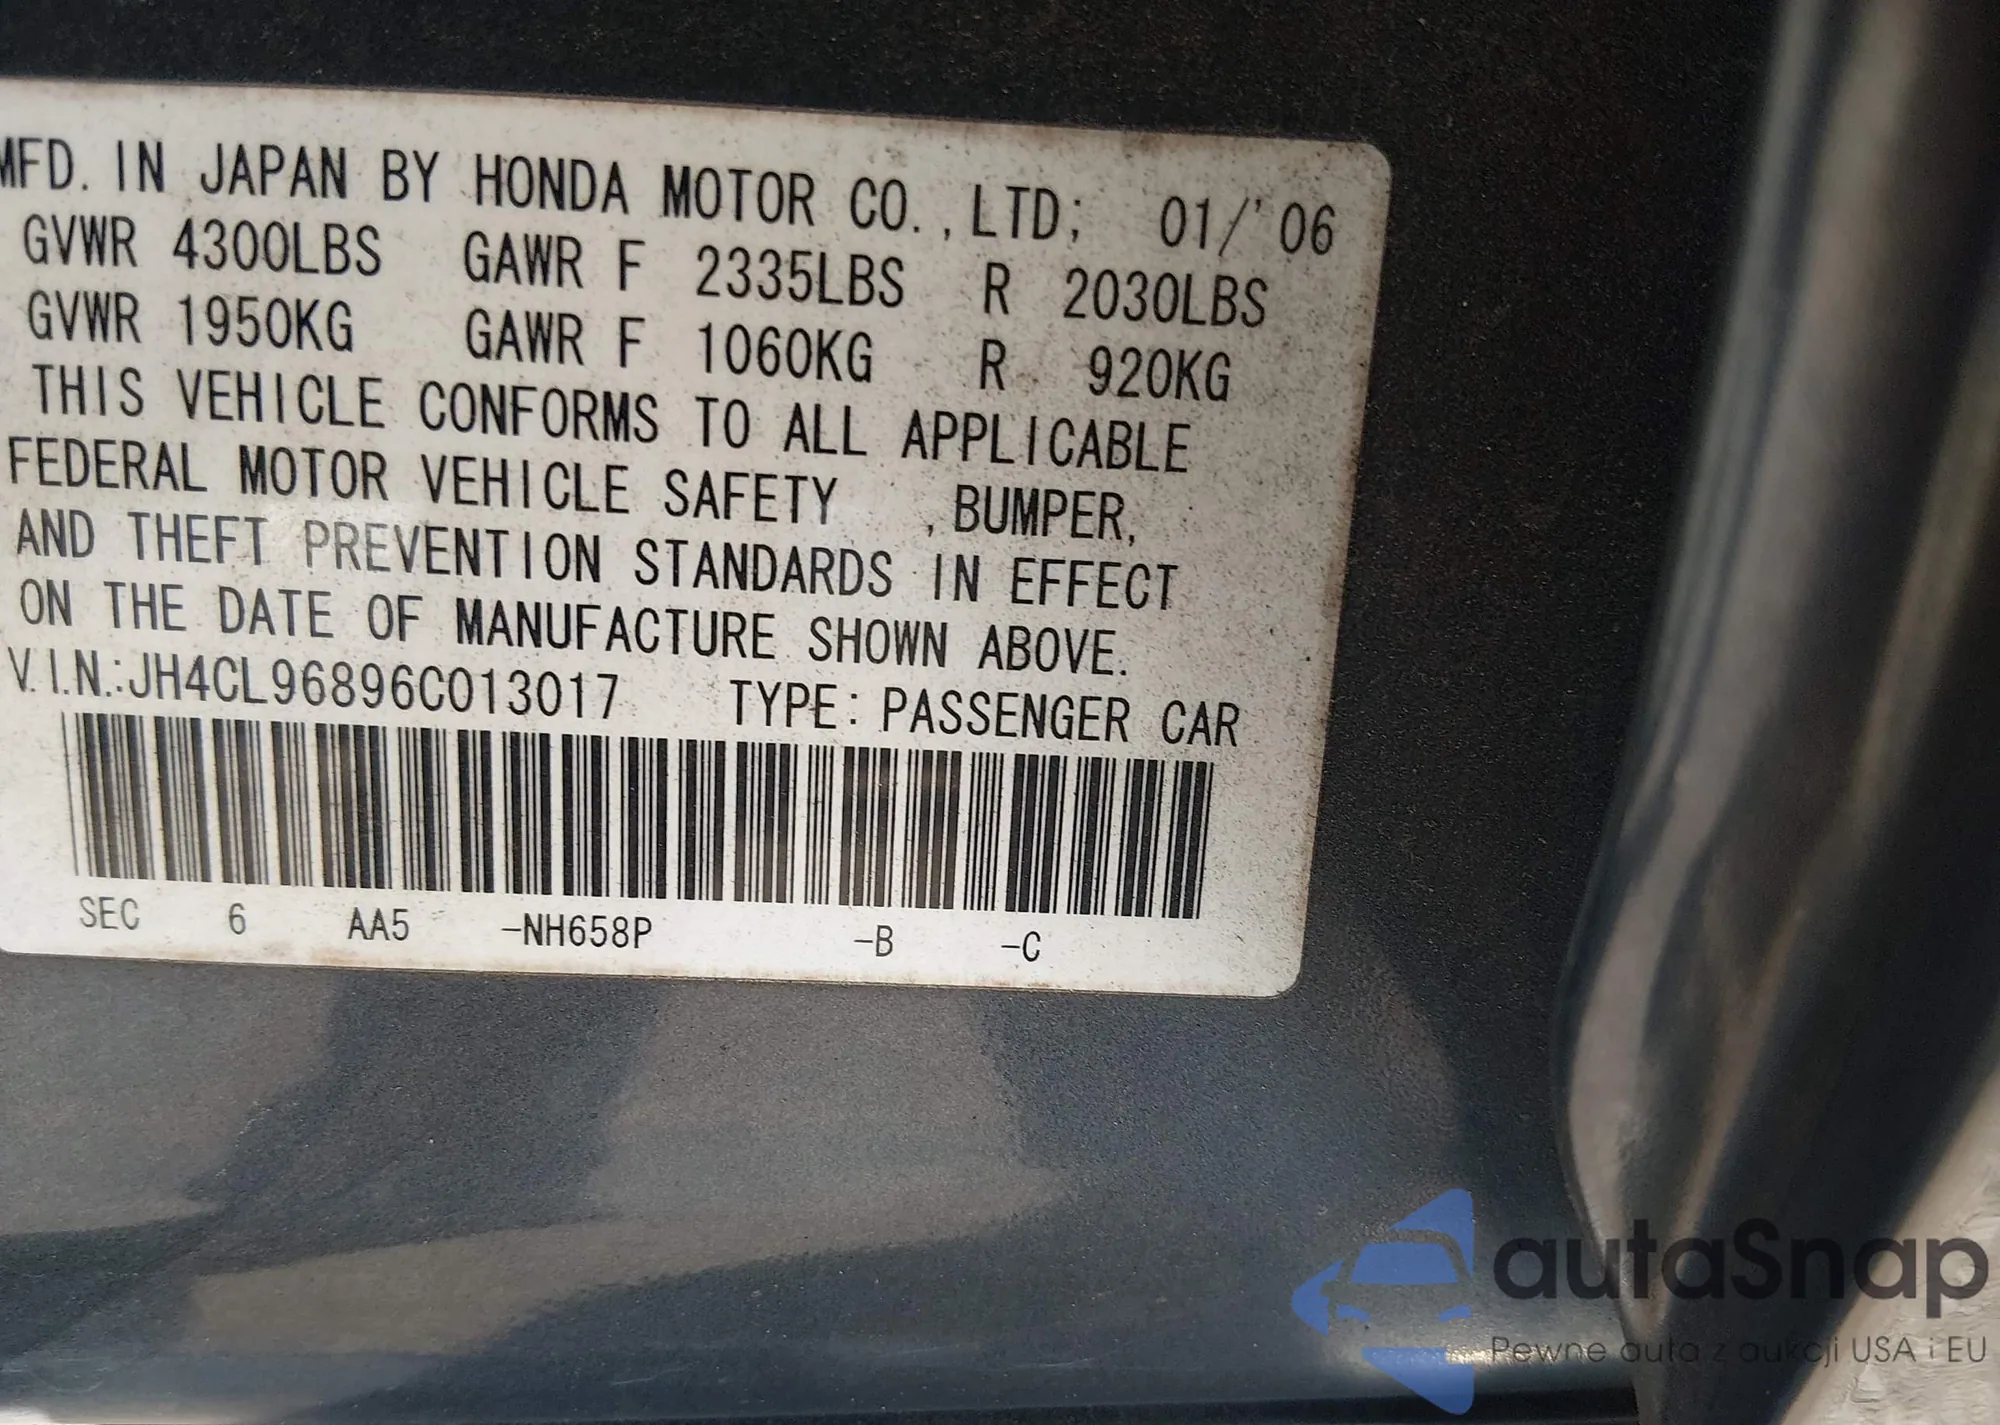 MFD. IN JAPAN BY HONDA MOTOR CO.,LTD; 01/'06
GVWR 4300LBS GAWR F 2335LBS R 2030LBS
GVWR 1950KG GAWR F 1060KG R 920KG
THIS VEHICLE CONFORMS TO ALL APPLICABLE
FEDERAL MOTOR VEHICLE SAFETY , BUMPER,
AND THEFT PREVENTION STANDARDS IN EFFECT
ON THE DATE OF MANUFACTURE SHOWN ABOVE.
V.I.N.:JH4CL96896C013017 TYPE: PASSENGER CAR
SEC 6 AA5 -NH658P -B -C
autaSnap
Pewne auta z aukcji USA i EU